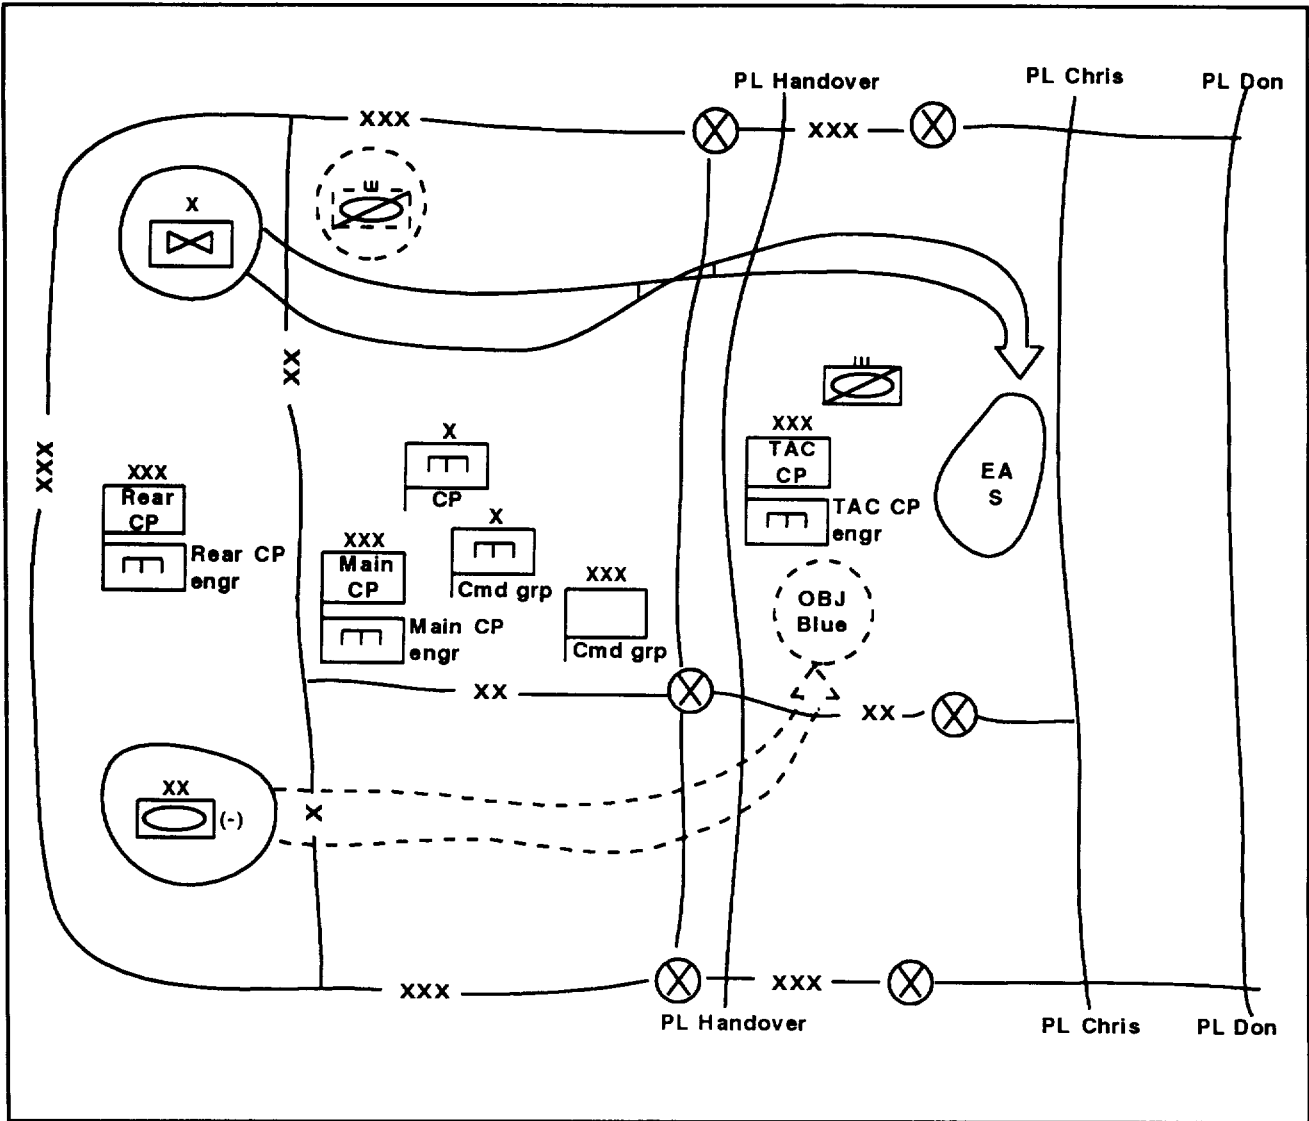 PL Handover
PL Chris
PL Don
XXX
XXX
X
XX
X
CP
XXX
TAC
CP
TAC CP
engr
EA
S
XXX
XXX
Rear
CP
Rear CP
engr
XXX
Main
CP
Main CP
engr
X
Cmd grp
XXX
Cmd grp
OBJ
Blue
XX
XX
XX
(-)
X
XXX
XXX
PL Handover
PL Chris
PL Don